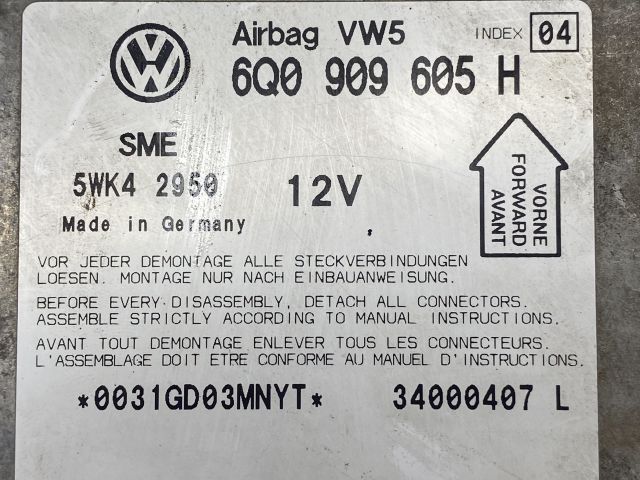 Airbag VW5 INDEX 04
6Q0 909 605 H
SME
5WK4 2950 12V
Made in Germany
VORNE
FORWARD
AVANT
VOR JEDER DEMONTAGE ALLE STECKVERBINDUNGEN
LOESEN. MONTAGE NUR NACH EINBAUANWEISUNG.
BEFORE EVERY DISASSEMBLY, DETACH ALL CONNECTORS.
ASSEMBLE STRICTLY ACCORDING TO MANUAL INSTRUCTIONS.
AVANT TOUT DEMONTAGE ENLEVER TOUS LES CONNECTEURS.
L'ASSEMBLAGE DOIT ETRE CONFORME AU MANUEL D'INSTRUCTIONS.
*0031GD03MNYT* 34000407 L